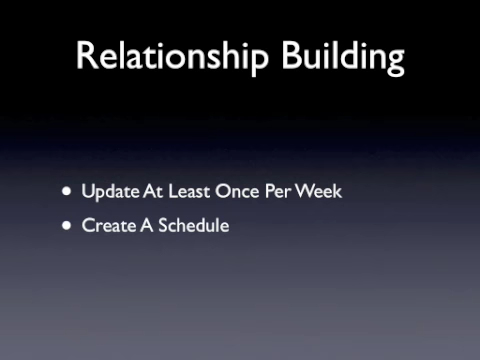 Relationship Building
• Update At Least Once Per Week
• Create A Schedule